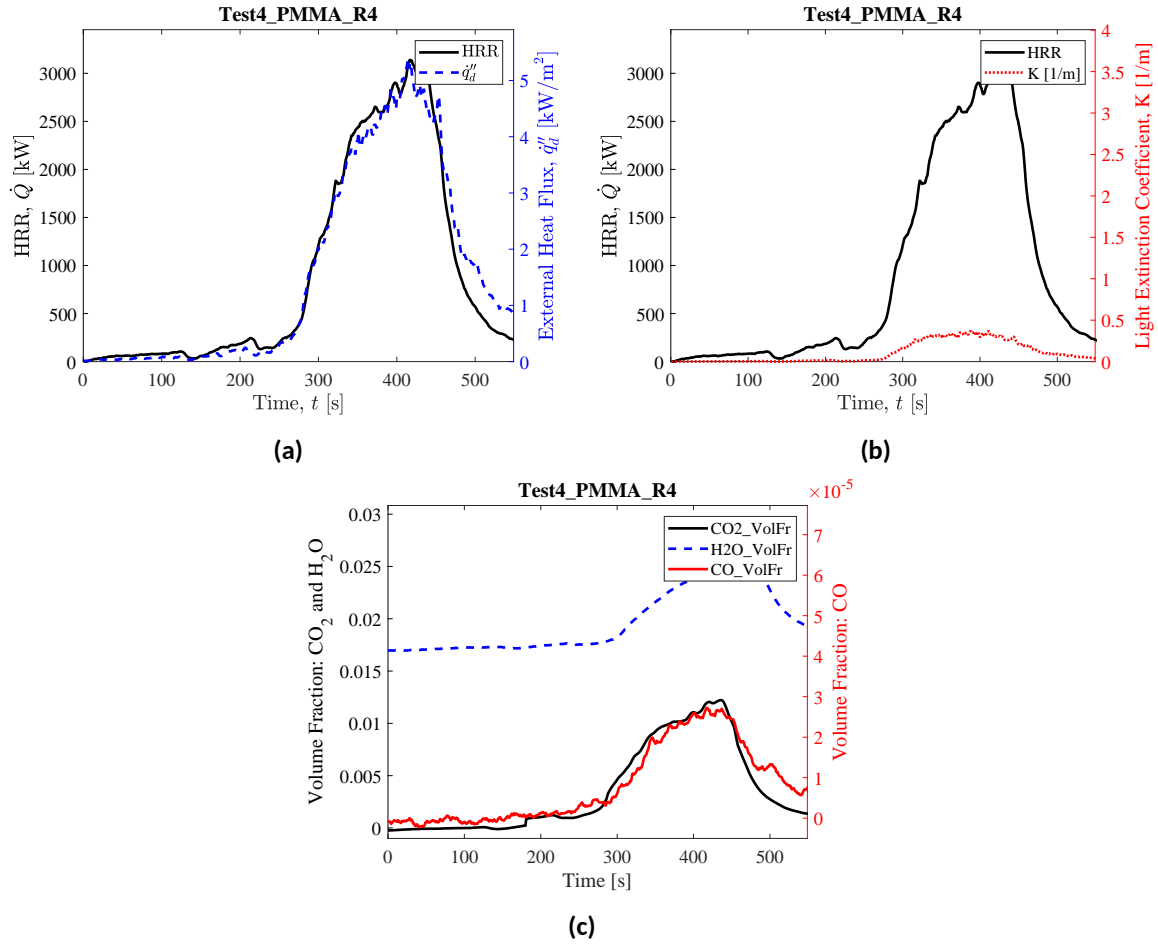 Test4_PMMA_R4
HRR
q̇″d
HRR, Q̇ [kW]
3000
2500
2000
1500
1000
500
0
0 100 200 300 400 500
Time, t [s]
5
4
3
2
1
0
External Heat Flux, q̇″d [kW/m²]
(a)
Test4_PMMA_R4
HRR
K [1/m]
HRR, Q̇ [kW]
3000
2500
2000
1500
1000
500
0
0 100 200 300 400 500
Time, t [s]
4
3.5
3
2.5
2
1.5
1
0.5
0
Light Extinction Coefficient, K [1/m]
(b)
Test4_PMMA_R4
×10⁻⁵
CO2_VolFr
H2O_VolFr
CO_VolFr
Volume Fraction: CO₂ and H₂O
0.03
0.025
0.02
0.015
0.01
0.005
0
0 100 200 300 400 500
Time [s]
7
6
5
4
3
2
1
0
Volume Fraction: CO
(c)